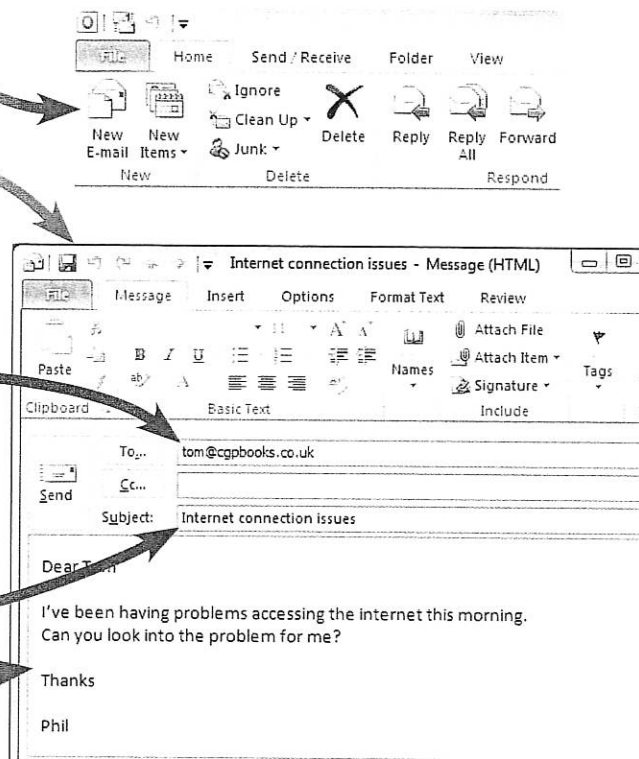 File Home Send / Receive Folder View
Ignore
Clean Up
Junk
New E-mail
New Items
Delete
Reply
Reply All
Forward
New Delete Respond
Internet connection issues - Message (HTML)
File Message Insert Options Format Text Review
Paste
B I U
11 A A
ab A
Names
Attach File
Attach Item
Signature
Tags
Clipboard Basic Text Include
Send
To... tom@cgpbooks.co.uk
Cc...
Subject: Internet connection issues
Dear
I've been having problems accessing the internet this morning.
Can you look into the problem for me?
Thanks
Phil